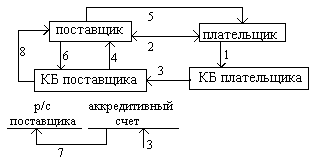 5
поставщик
плательщик
2
8
6
4
1
КБ поставщика
3
КБ плательщика
р/с
поставщика
аккредитивный
счет
7
3